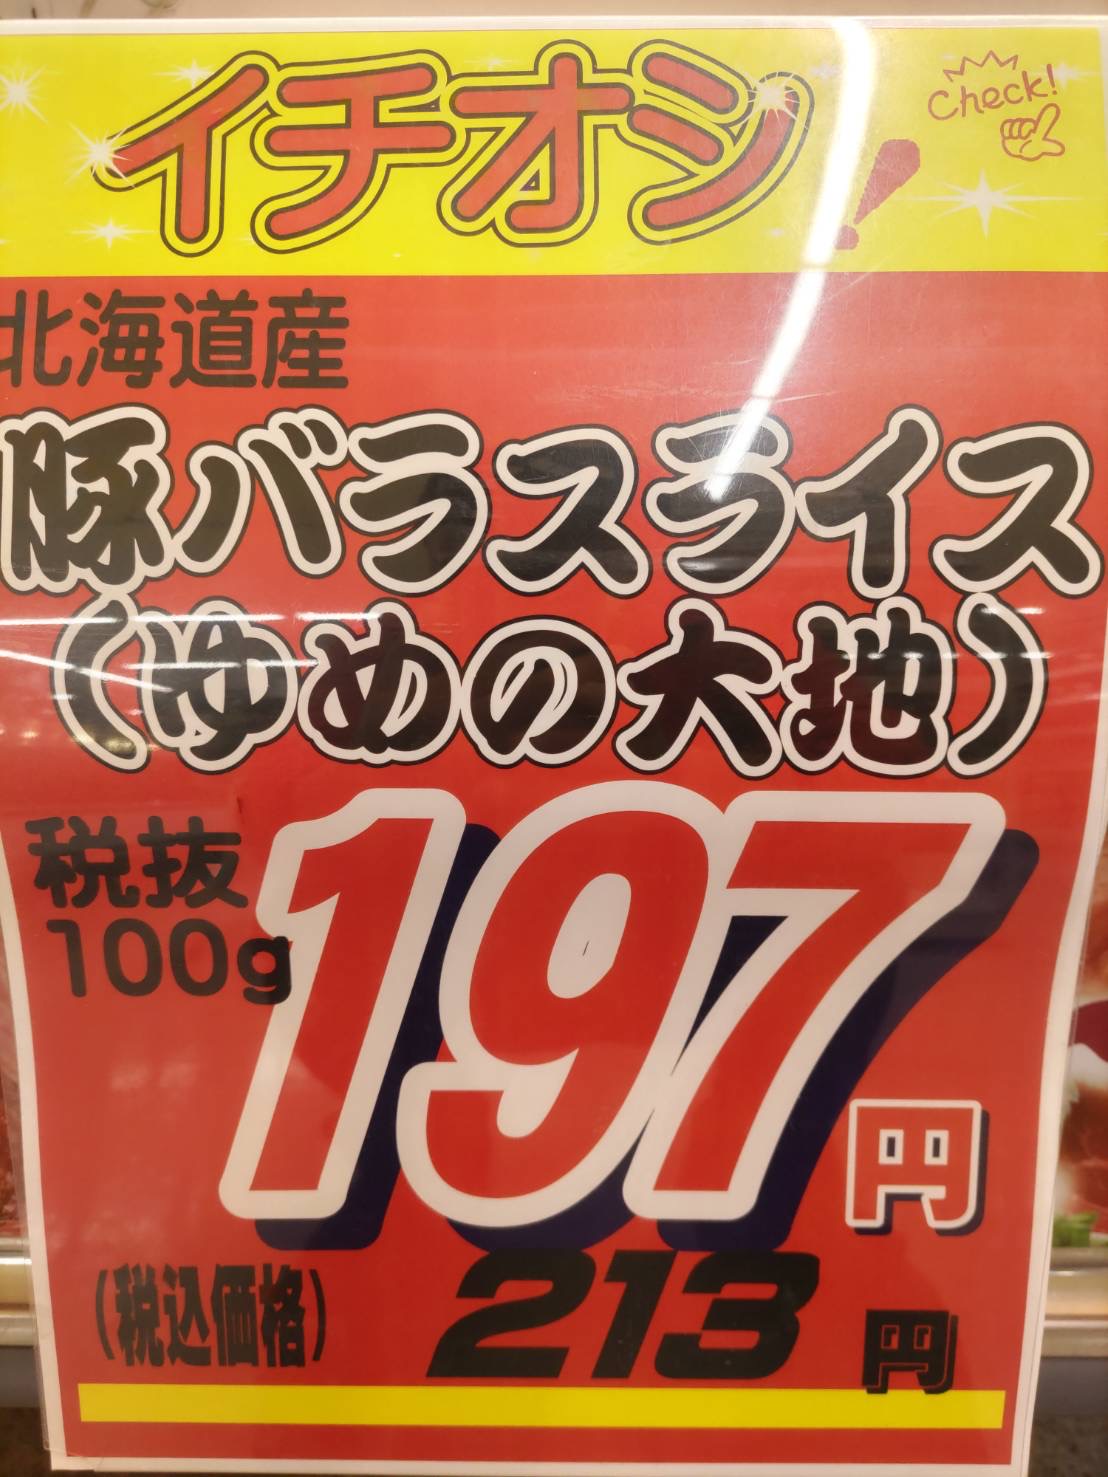 イチオシ!
Check!
北海道産
豚バラスライス
(ゆめの大地)
税抜
100g
197円
(税込価格) 213円